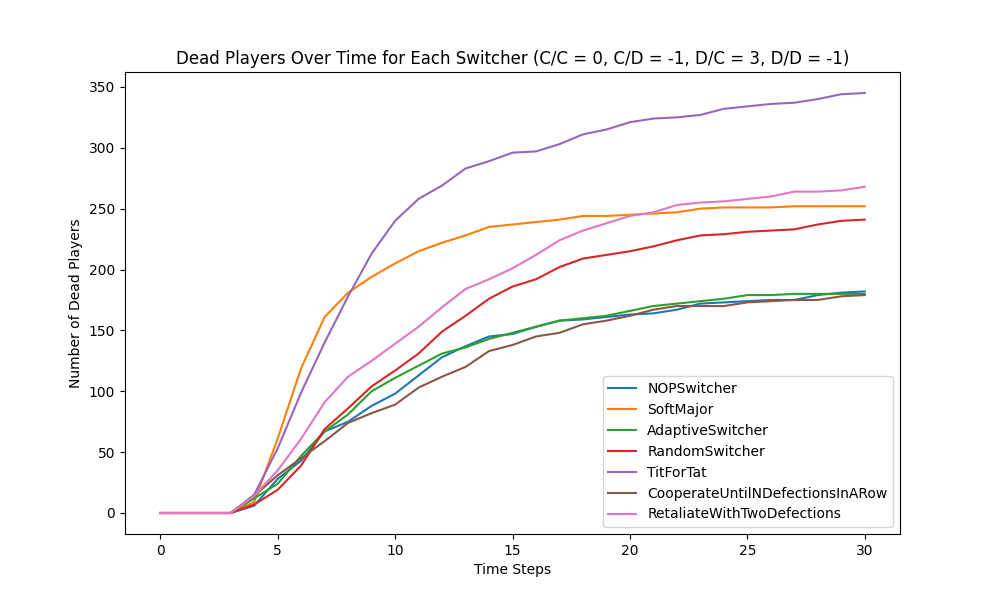 Dead Players Over Time for Each Switcher (C/C = 0, C/D = -1, D/C = 3, D/D = -1)
Number of Dead Players
350
300
250
200
150
100
50
0
NOPSwitcher
SoftMajor
AdaptiveSwitcher
RandomSwitcher
TitForTat
CooperateUntilNDefectionsInARow
RetaliateWithTwoDefections
0 5 10 15 20 25 30
Time Steps